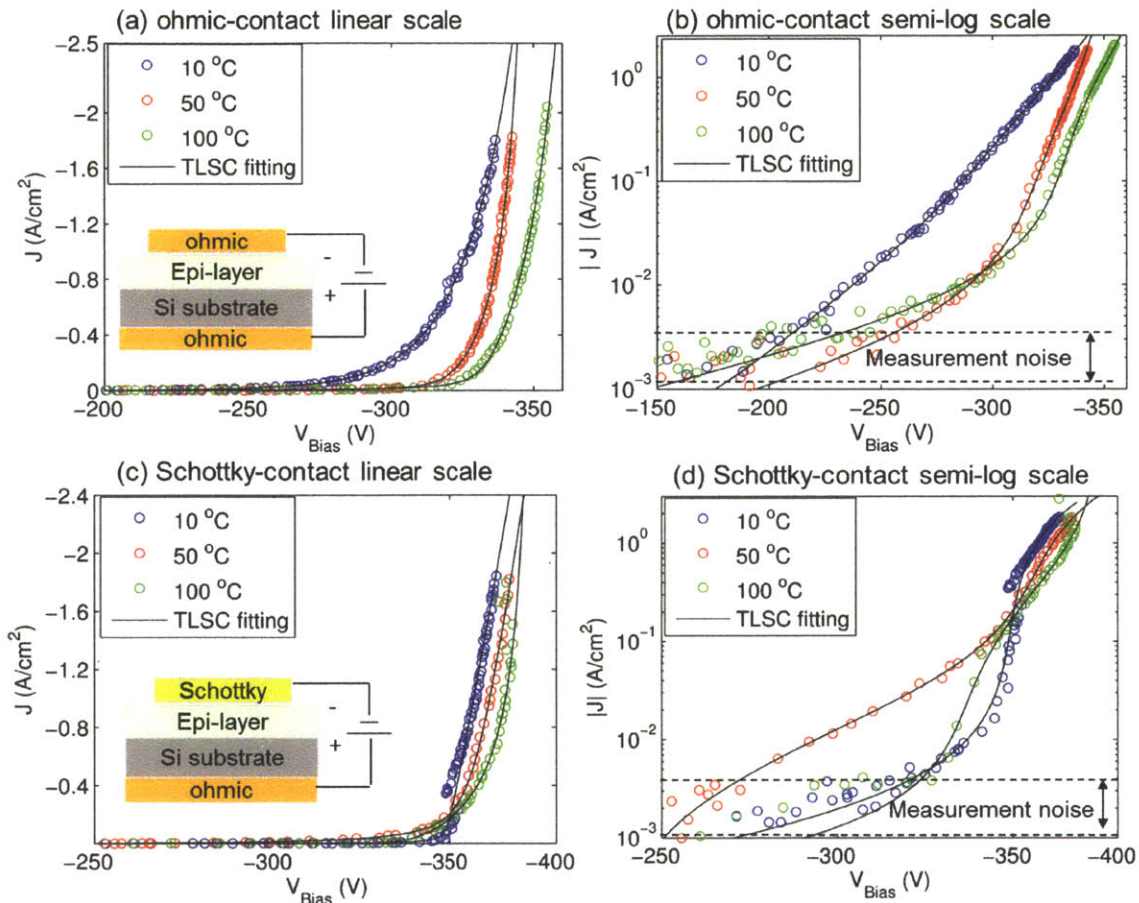 (a) ohmic-contact linear scale
-2.5
-2
-1.6
-1.2
-0.8
-0.4
0
J (A/cm²)
10 °C
50 °C
100 °C
TLSC fitting
ohmic
Epi-layer
Si substrate
ohmic
-
+
-200 -250 -300 -350
V_Bias (V)
(b) ohmic-contact semi-log scale
10⁰
10⁻¹
10⁻²
10⁻³
| J | (A/cm²)
10 °C
50 °C
100 °C
TLSC fitting
Measurement noise
-150 -200 -250 -300 -350
V_Bias (V)
(c) Schottky-contact linear scale
-2.4
-2
-1.6
-1.2
-0.8
-0.4
J (A/cm²)
10 °C
50 °C
100 °C
TLSC fitting
Schottky
Epi-layer
Si substrate
ohmic
-
+
-250 -300 -350 -400
V_Bias (V)
(d) Schottky-contact semi-log scale
10⁰
10⁻¹
10⁻²
10⁻³
|J| (A/cm²)
10 °C
50 °C
100 °C
TLSC fitting
Measurement noise
-250 -300 -350 -400
V_Bias (V)